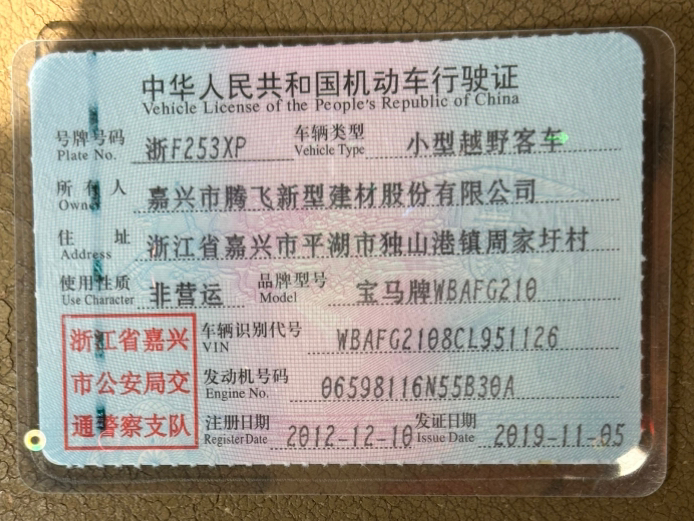 中华人民共和国机动车行驶证
Vehicle License of the People's Republic of China
号牌号码 浙F253XP 车辆类型 小型越野客车
Plate No. Vehicle Type
所有人 嘉兴市腾飞新型建材股份有限公司
Owner
住址 浙江省嘉兴市平湖市独山港镇周家圩村
Address
使用性质 非营运 品牌型号 宝马牌WBAFG210
Use Character Model
浙江省嘉兴
市公安局交
通警察支队
车辆识别代号 WBAFG2108CL951126
VIN
发动机号码 06598116N55B30A
Engine No.
注册日期 2012-12-10 发证日期 2019-11-05
Register Date Issue Date